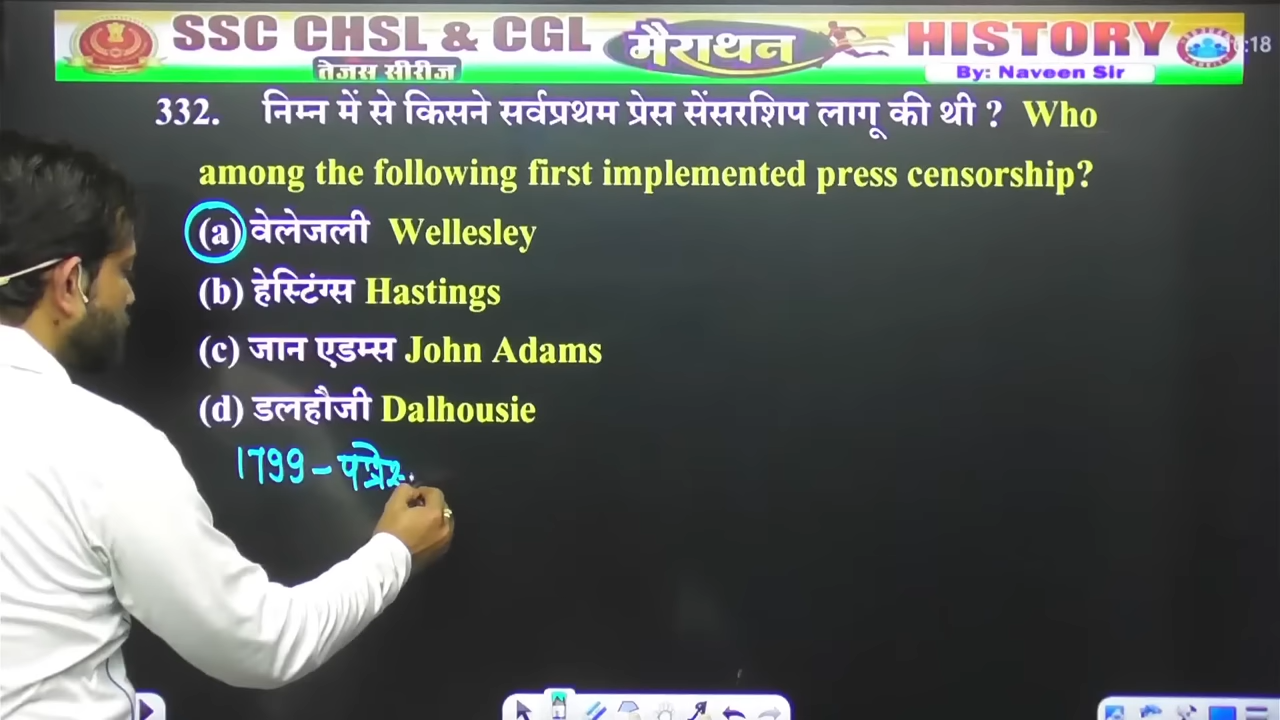 SSC CHSL & CGL मैराथन HISTORY
तेजस सीरीज By: Naveen Sir
332. निम्न में से किसने सर्वप्रथम प्रेस सेंसरशिप लागू की थी ? Who
among the following first implemented press censorship?
(a) वेलेजली Wellesley
(b) हेस्टिंग्स Hastings
(c) जान एडम्स John Adams
(d) डलहौजी Dalhousie
1799 –